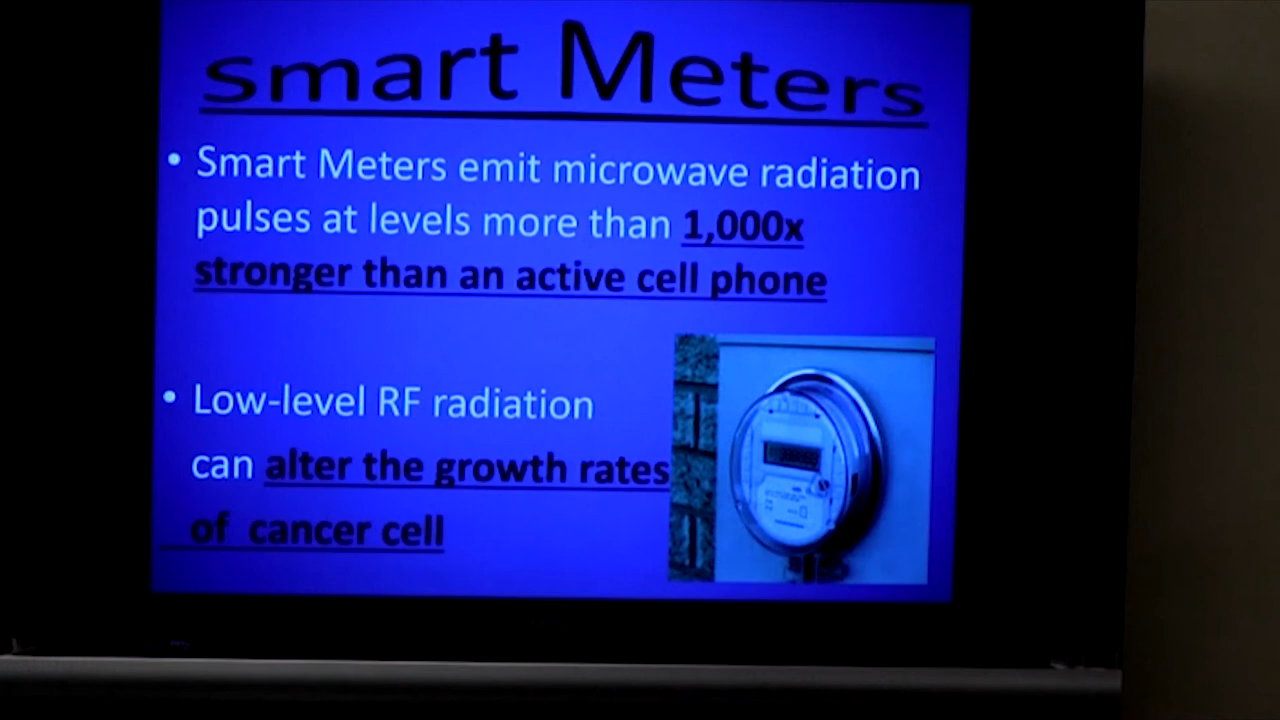 smart Meters
• Smart Meters emit microwave radiation
pulses at levels more than 1,000x
stronger than an active cell phone
• Low-level RF radiation
can alter the growth rates
of cancer cell